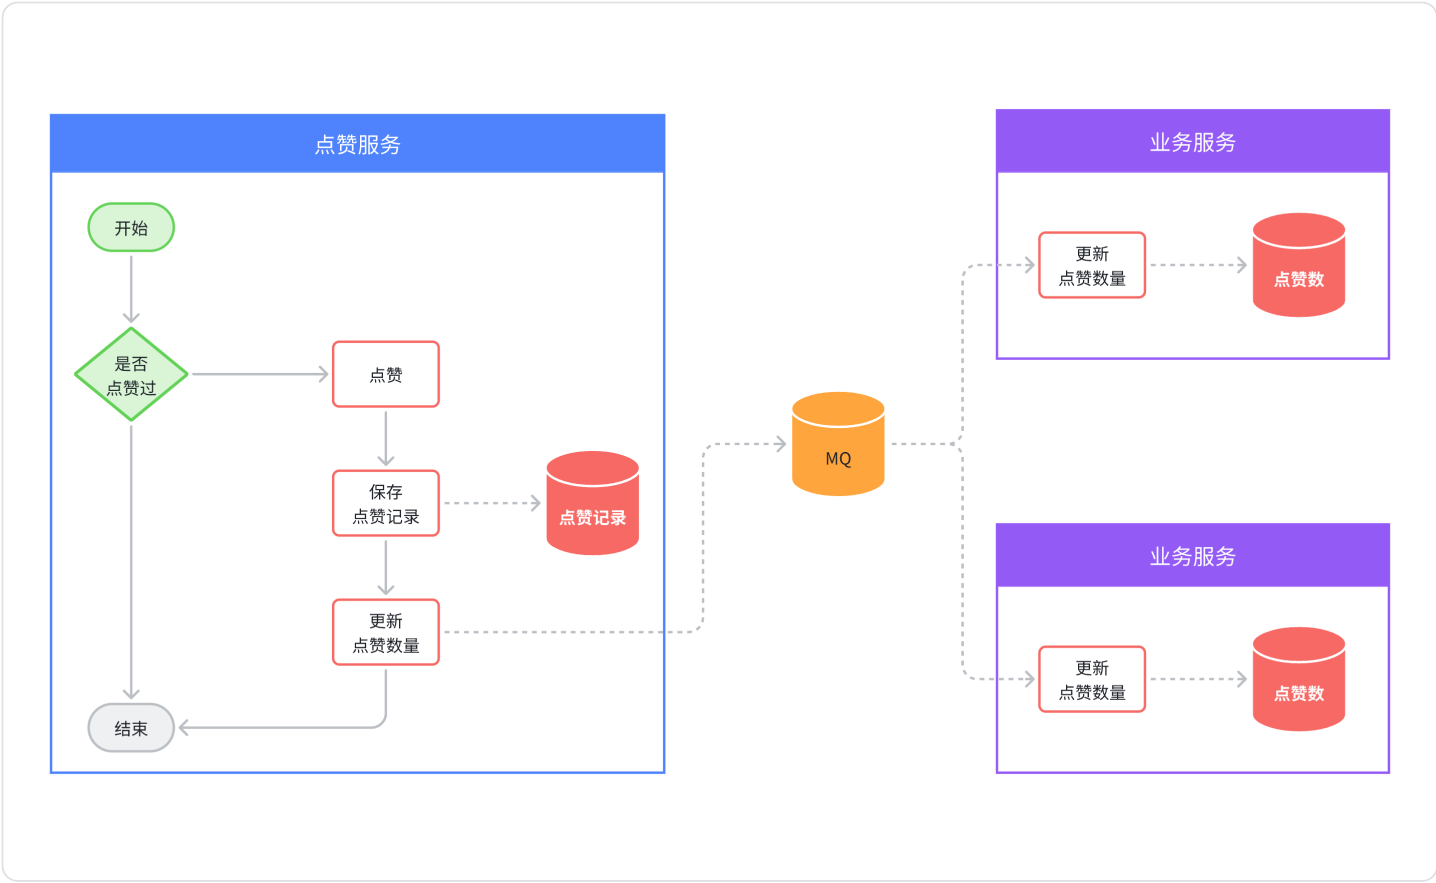 点赞服务
开始
是否
点赞过
点赞
保存
点赞记录
点赞记录
更新
点赞数量
结束
MQ
业务服务
更新
点赞数量
点赞数
业务服务
更新
点赞数量
点赞数